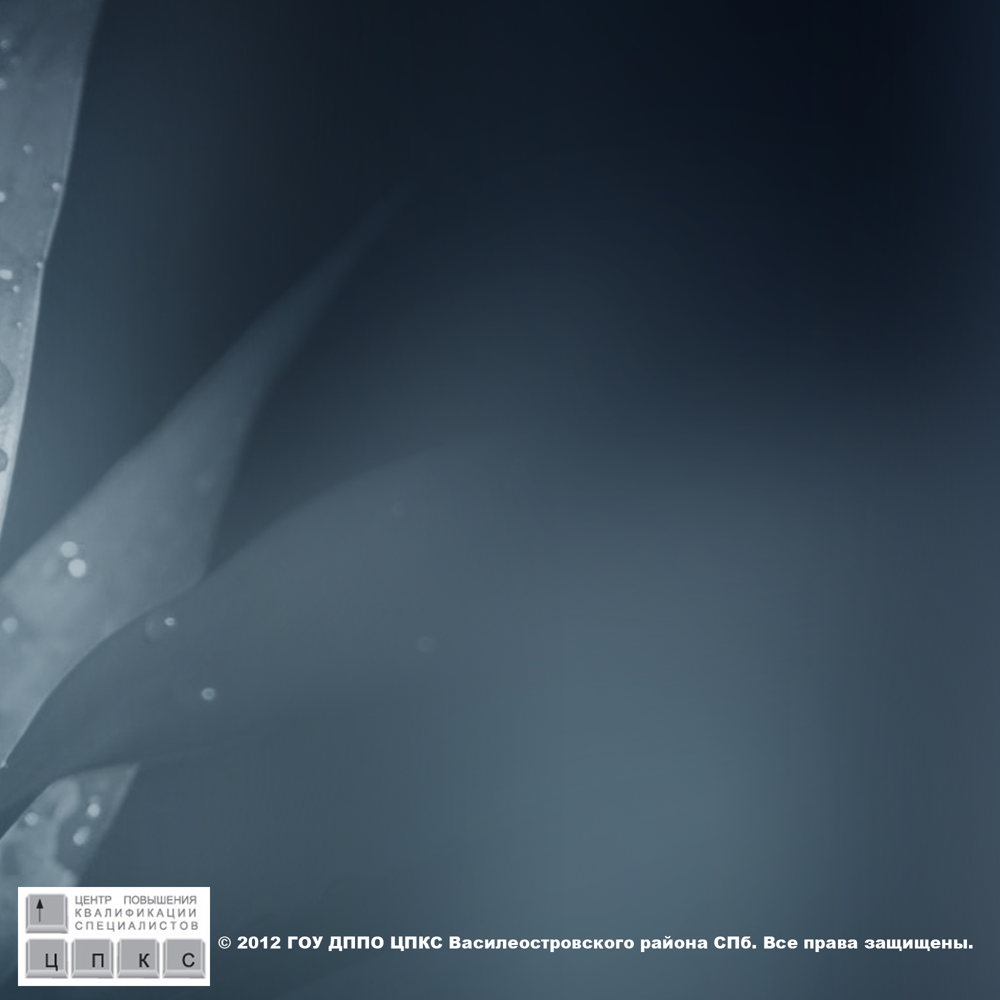 ЦЕНТР ПОВЫШЕНИЯ
КВАЛИФИКАЦИИ
СПЕЦИАЛИСТОВ
Ц П К С
© 2012 ГОУ ДППО ЦПКС Василеостровского района СПб. Все права защищены.